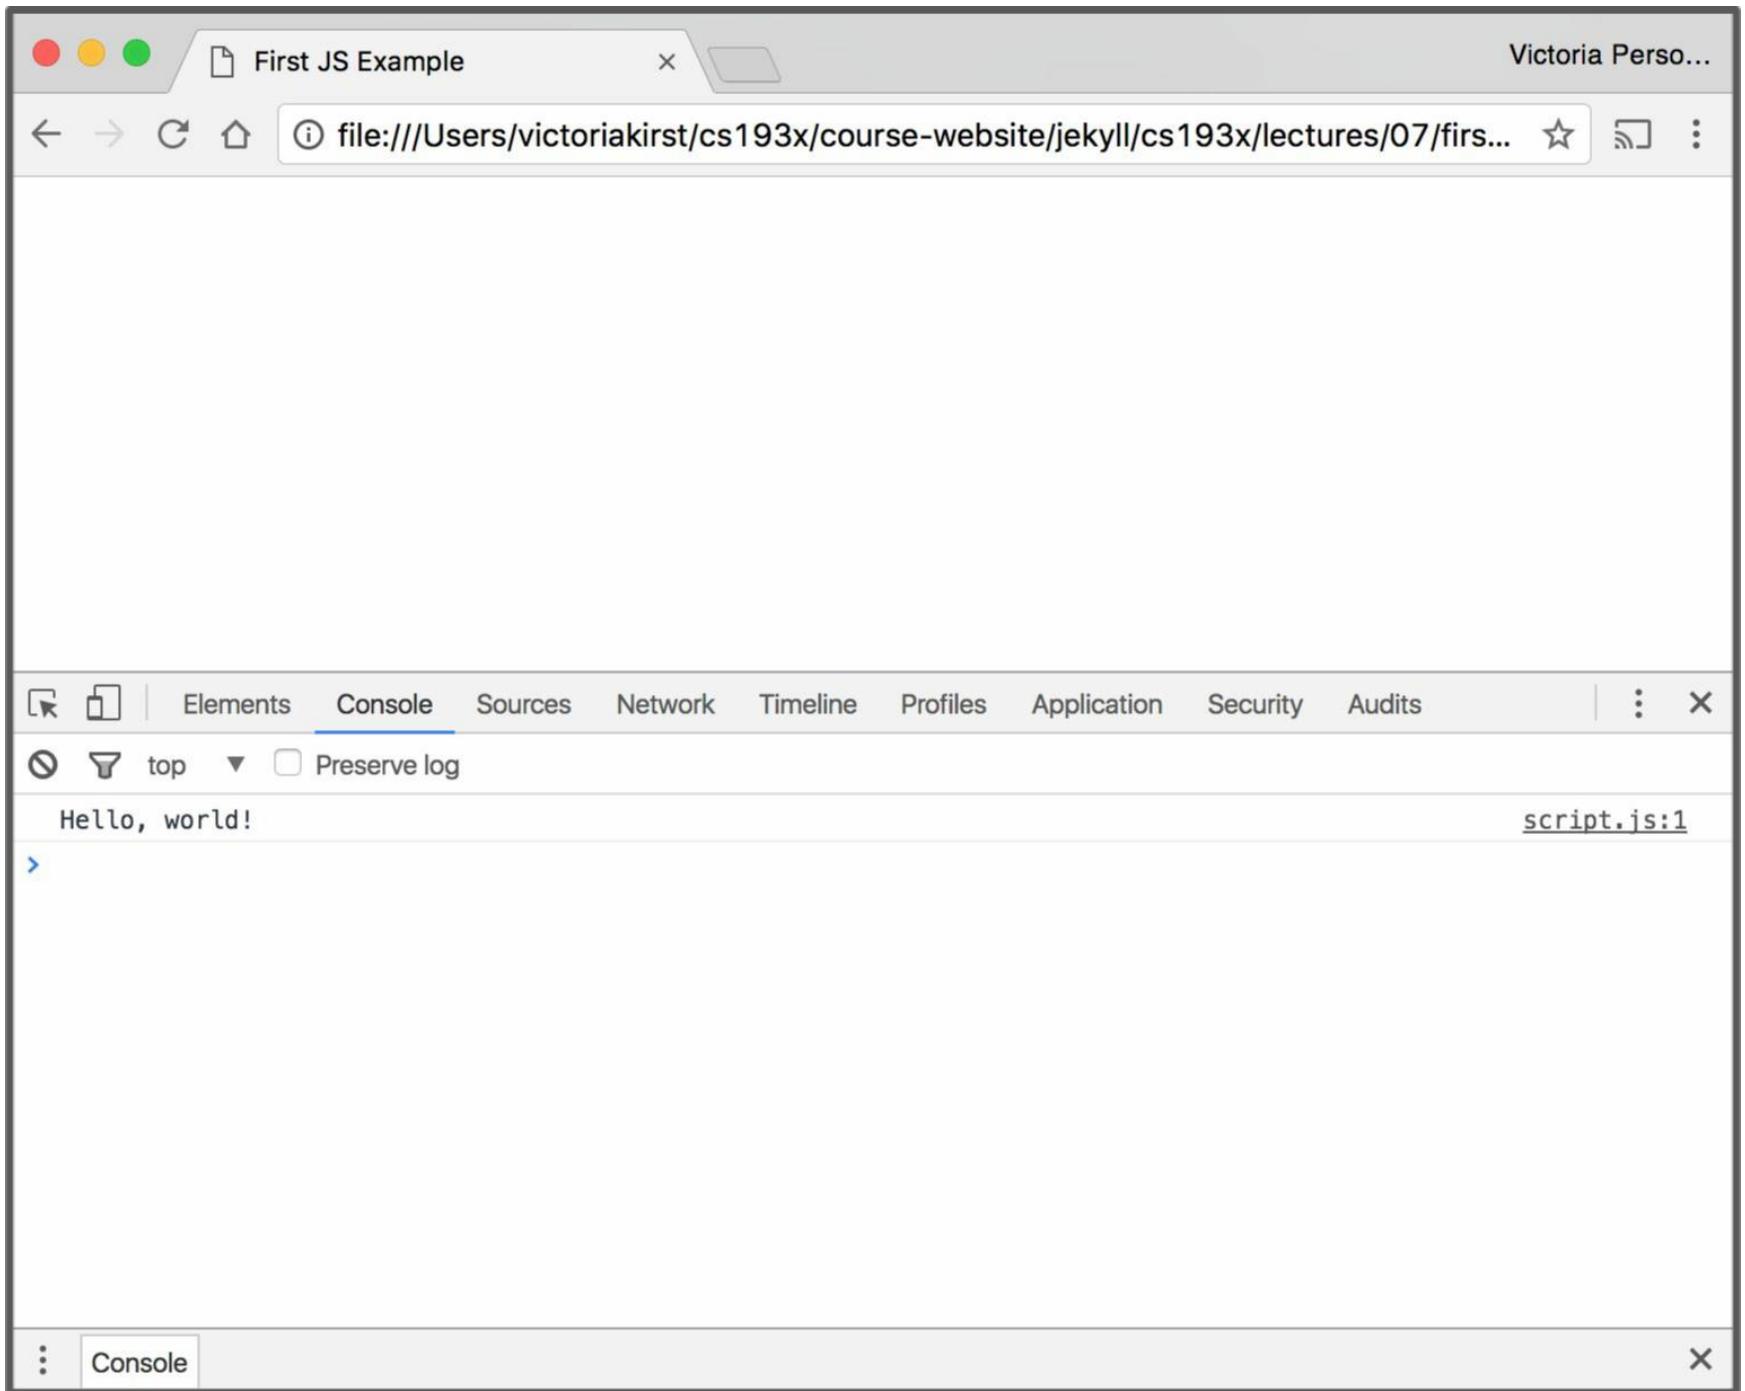 First JS Example
Victoria Perso...
file:///Users/victoriakirst/cs193x/course-website/jekyll/cs193x/lectures/07/firs...
Elements Console Sources Network Timeline Profiles Application Security Audits
top Preserve log
Hello, world! script.js:1
Console